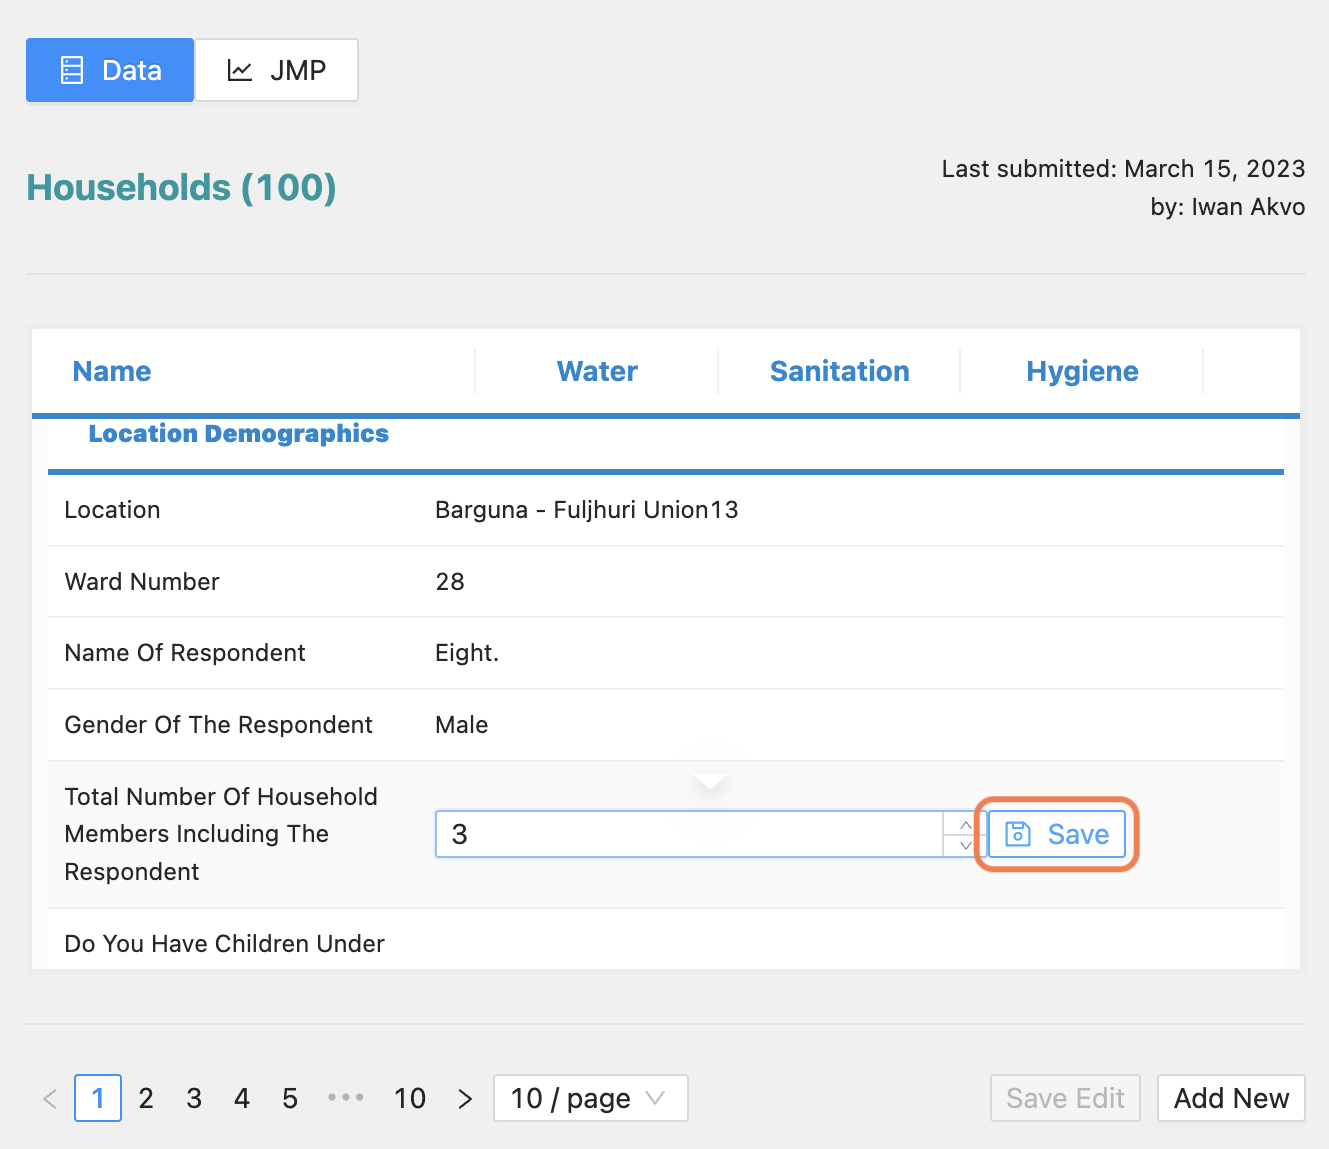 Data
JMP
Households (100)
Last submitted: March 15, 2023
by: Iwan Akvo
Name
Water
Sanitation
Hygiene
Location Demographics
Location
Barguna - Fuljhuri Union13
Ward Number
28
Name Of Respondent
Eight.
Gender Of The Respondent
Male
Total Number Of Household
Members Including The
Respondent
3
Save
Do You Have Children Under
< 1 2 3 4 5 ••• 10 >
10 / page
Save Edit
Add New